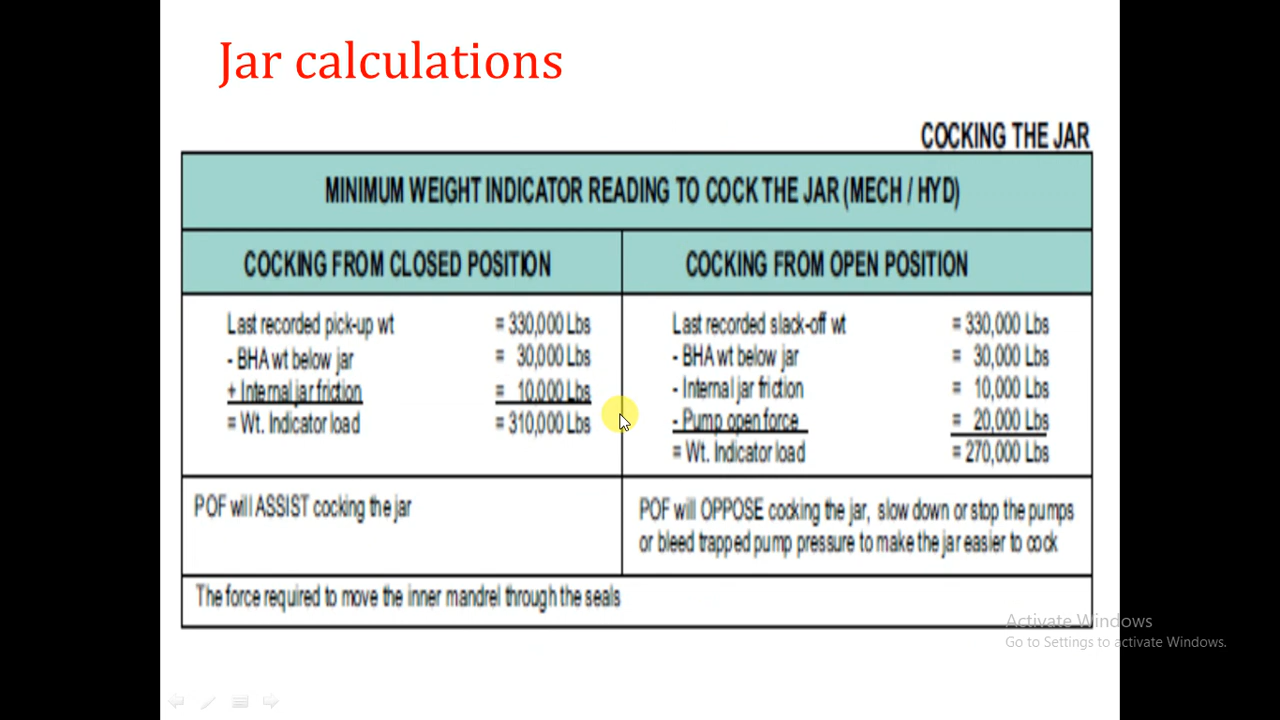 Jar calculations
COCKING THE JAR
MINIMUM WEIGHT INDICATOR READING TO COCK THE JAR (MECH / HYD)
COCKING FROM CLOSED POSITION
Last recorded pick-up wt = 330,000 Lbs
- BHA wt below jar = 30,000 Lbs
+ Internal jar friction = 10,000 Lbs
= Wt. Indicator load = 310,000 Lbs
POF will ASSIST cocking the jar
COCKING FROM OPEN POSITION
Last recorded slack-off wt = 330,000 Lbs
- BHA wt below jar = 30,000 Lbs
- Internal jar friction = 10,000 Lbs
- Pump open force = 20,000 Lbs
= Wt. Indicator load = 270,000 Lbs
POF will OPPOSE cocking the jar, slow down or stop the pumps
or bleed trapped pump pressure to make the jar easier to cock
The force required to move the inner mandrel through the seals
Activate Windows
Go to Settings to activate Windows.